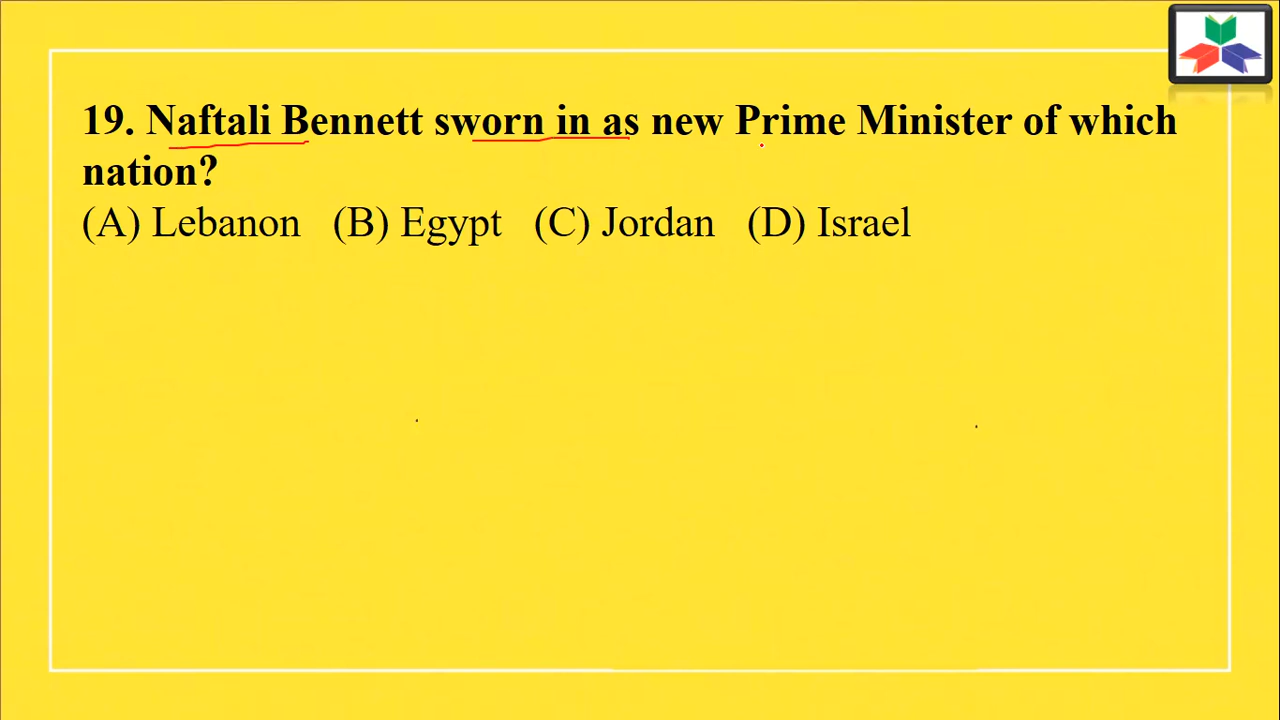 19. Naftali Bennett sworn in as new Prime Minister of which
nation?
(A) Lebanon (B) Egypt (C) Jordan (D) Israel